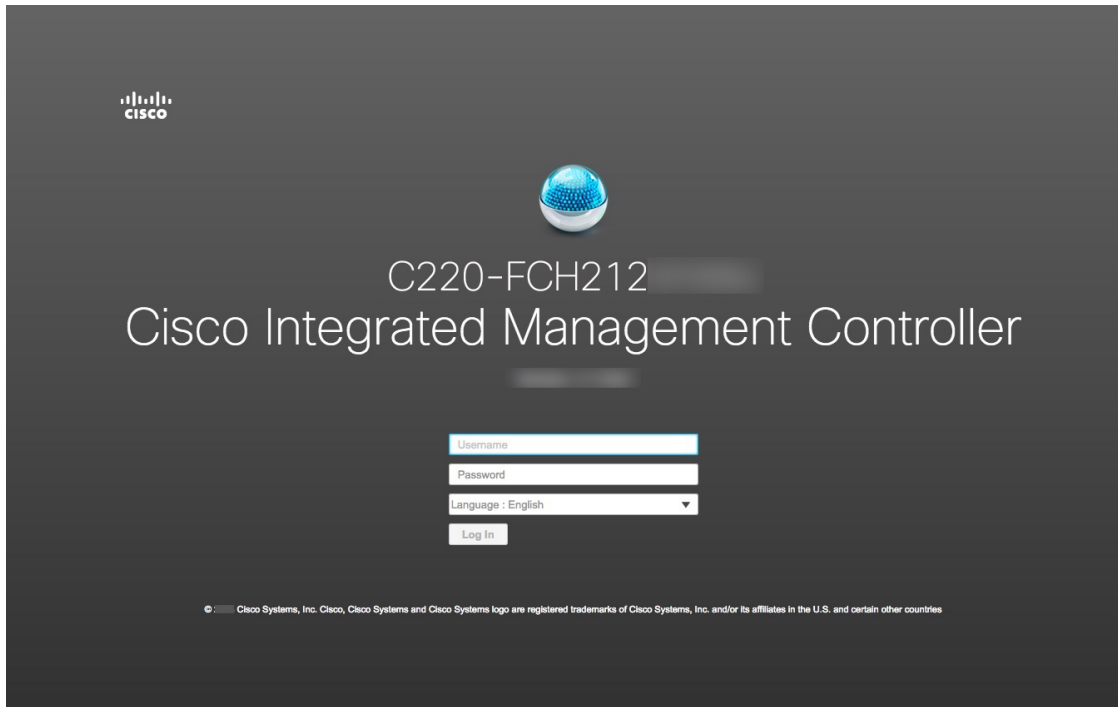 CISCO
C220-FCH212
Cisco Integrated Management Controller
Username
Password
Language : English
Log In
© Cisco Systems, Inc. Cisco, Cisco Systems and Cisco Systems logo are registered trademarks of Cisco Systems, Inc. and/or its affiliates in the U.S. and certain other countries